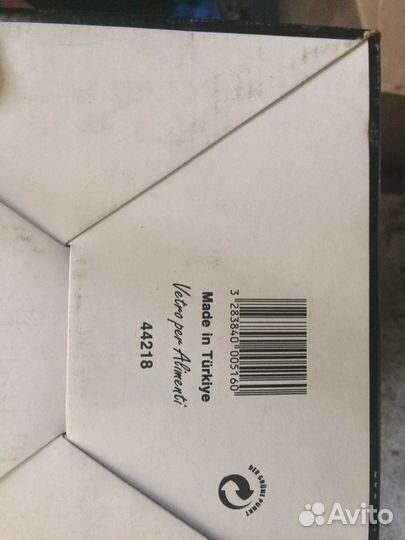 3 283840 005160
Made in Türkiye
Vetro per Alimenti
44218
DER GRÜNE PUNKT
Avito